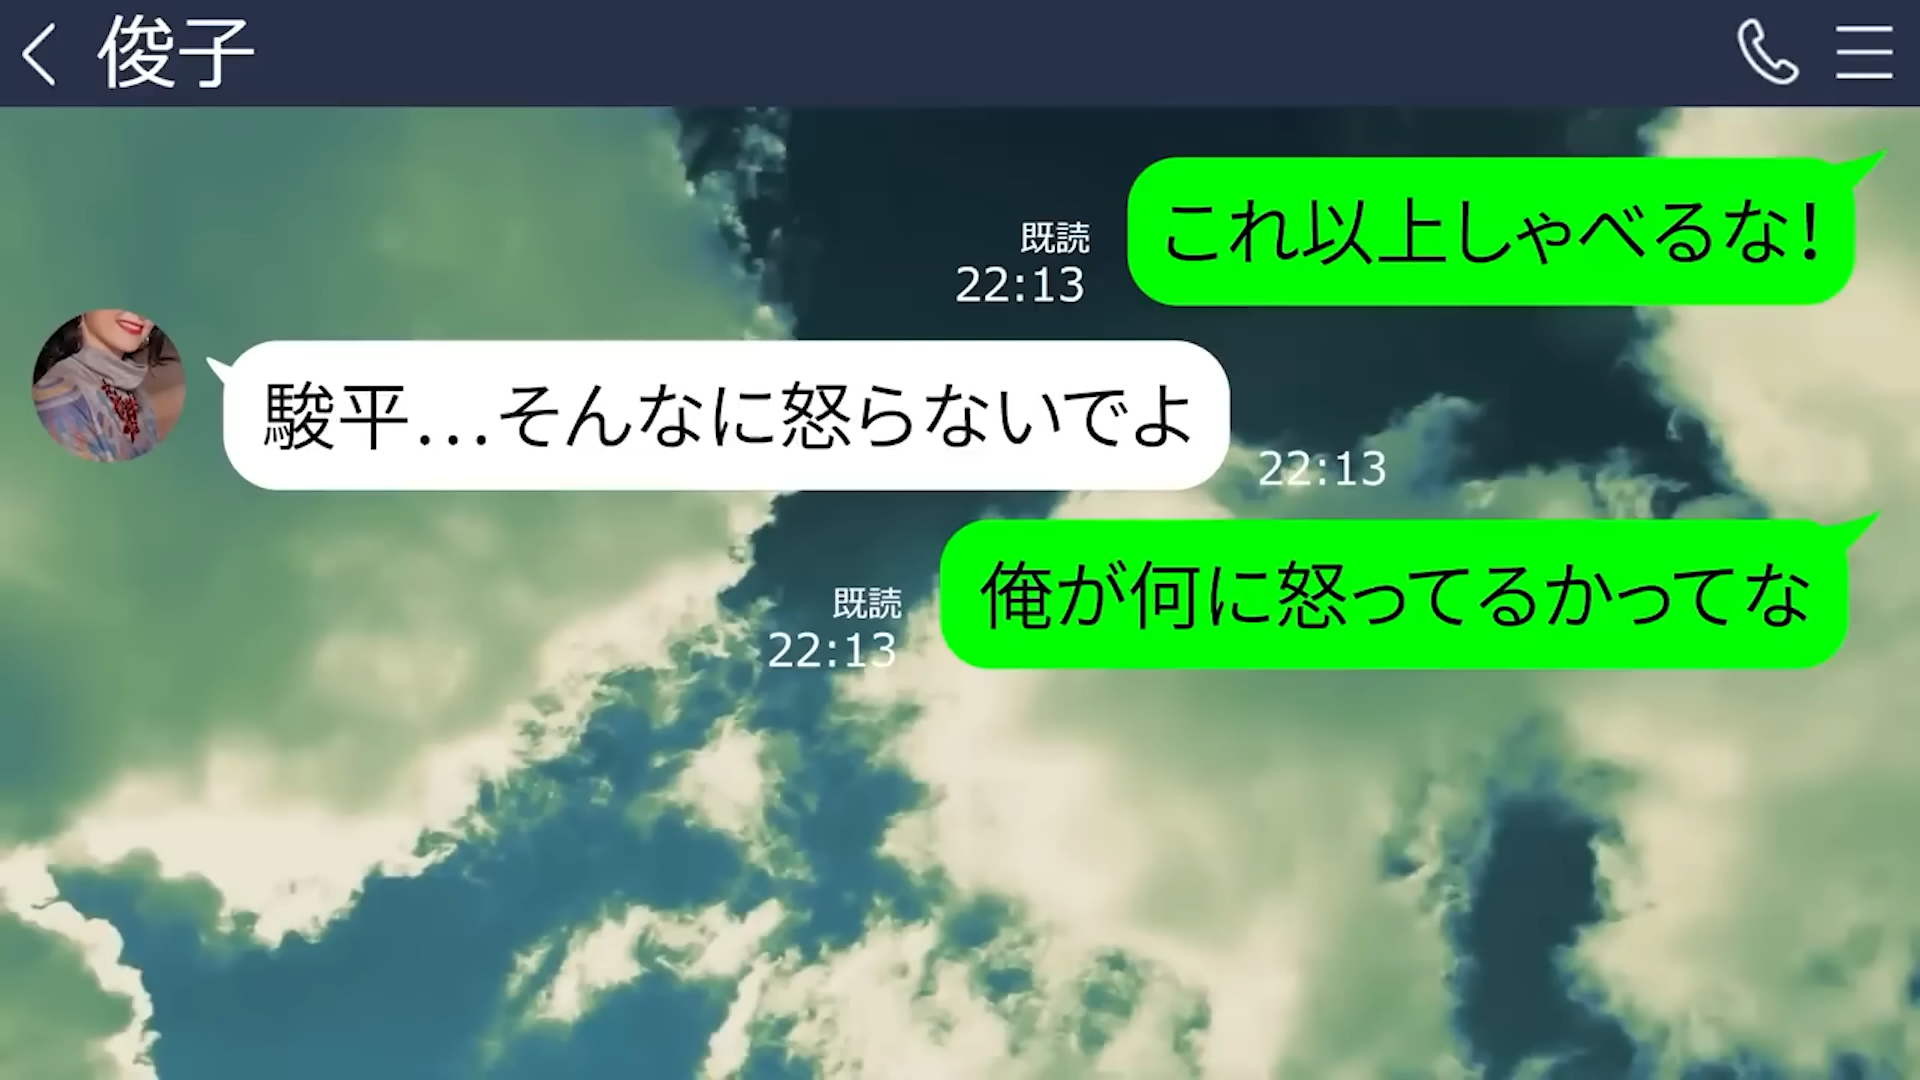 俊子
これ以上しゃべるな!
既読
22:13
駿平...そんなに怒らないでよ
22:13
俺が何に怒ってるかってな
既読
22:13